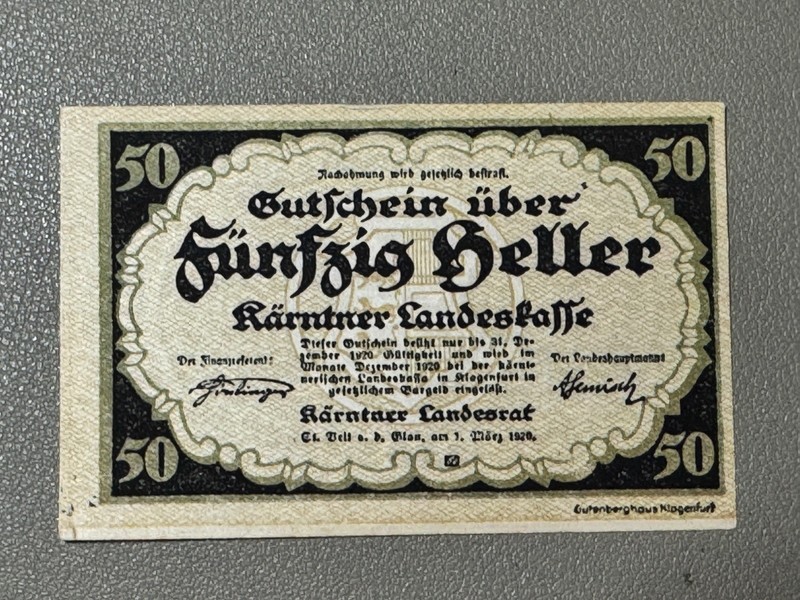 50
50
Nachahmung wird gesetzlich bestraft.
Gutschein über
Fünfzig Heller
Kärntner Landeskasse
Dieser Gutschein besitzt nur bis 31. De-
zember 1920 Gültigkeit und wird im
Monate Dezember 1920 bei der kärnt-
nerischen Landeskassa in Klagenfurt in
gesetzlichem Bargeld eingelöst.
Der Finanzreferent:
Der Landeshauptmann
Kärntner Landesrat
St. Veit a. d. Glan, am 1. März 1920.
50
50
Gutenberghaus Klagenfurt